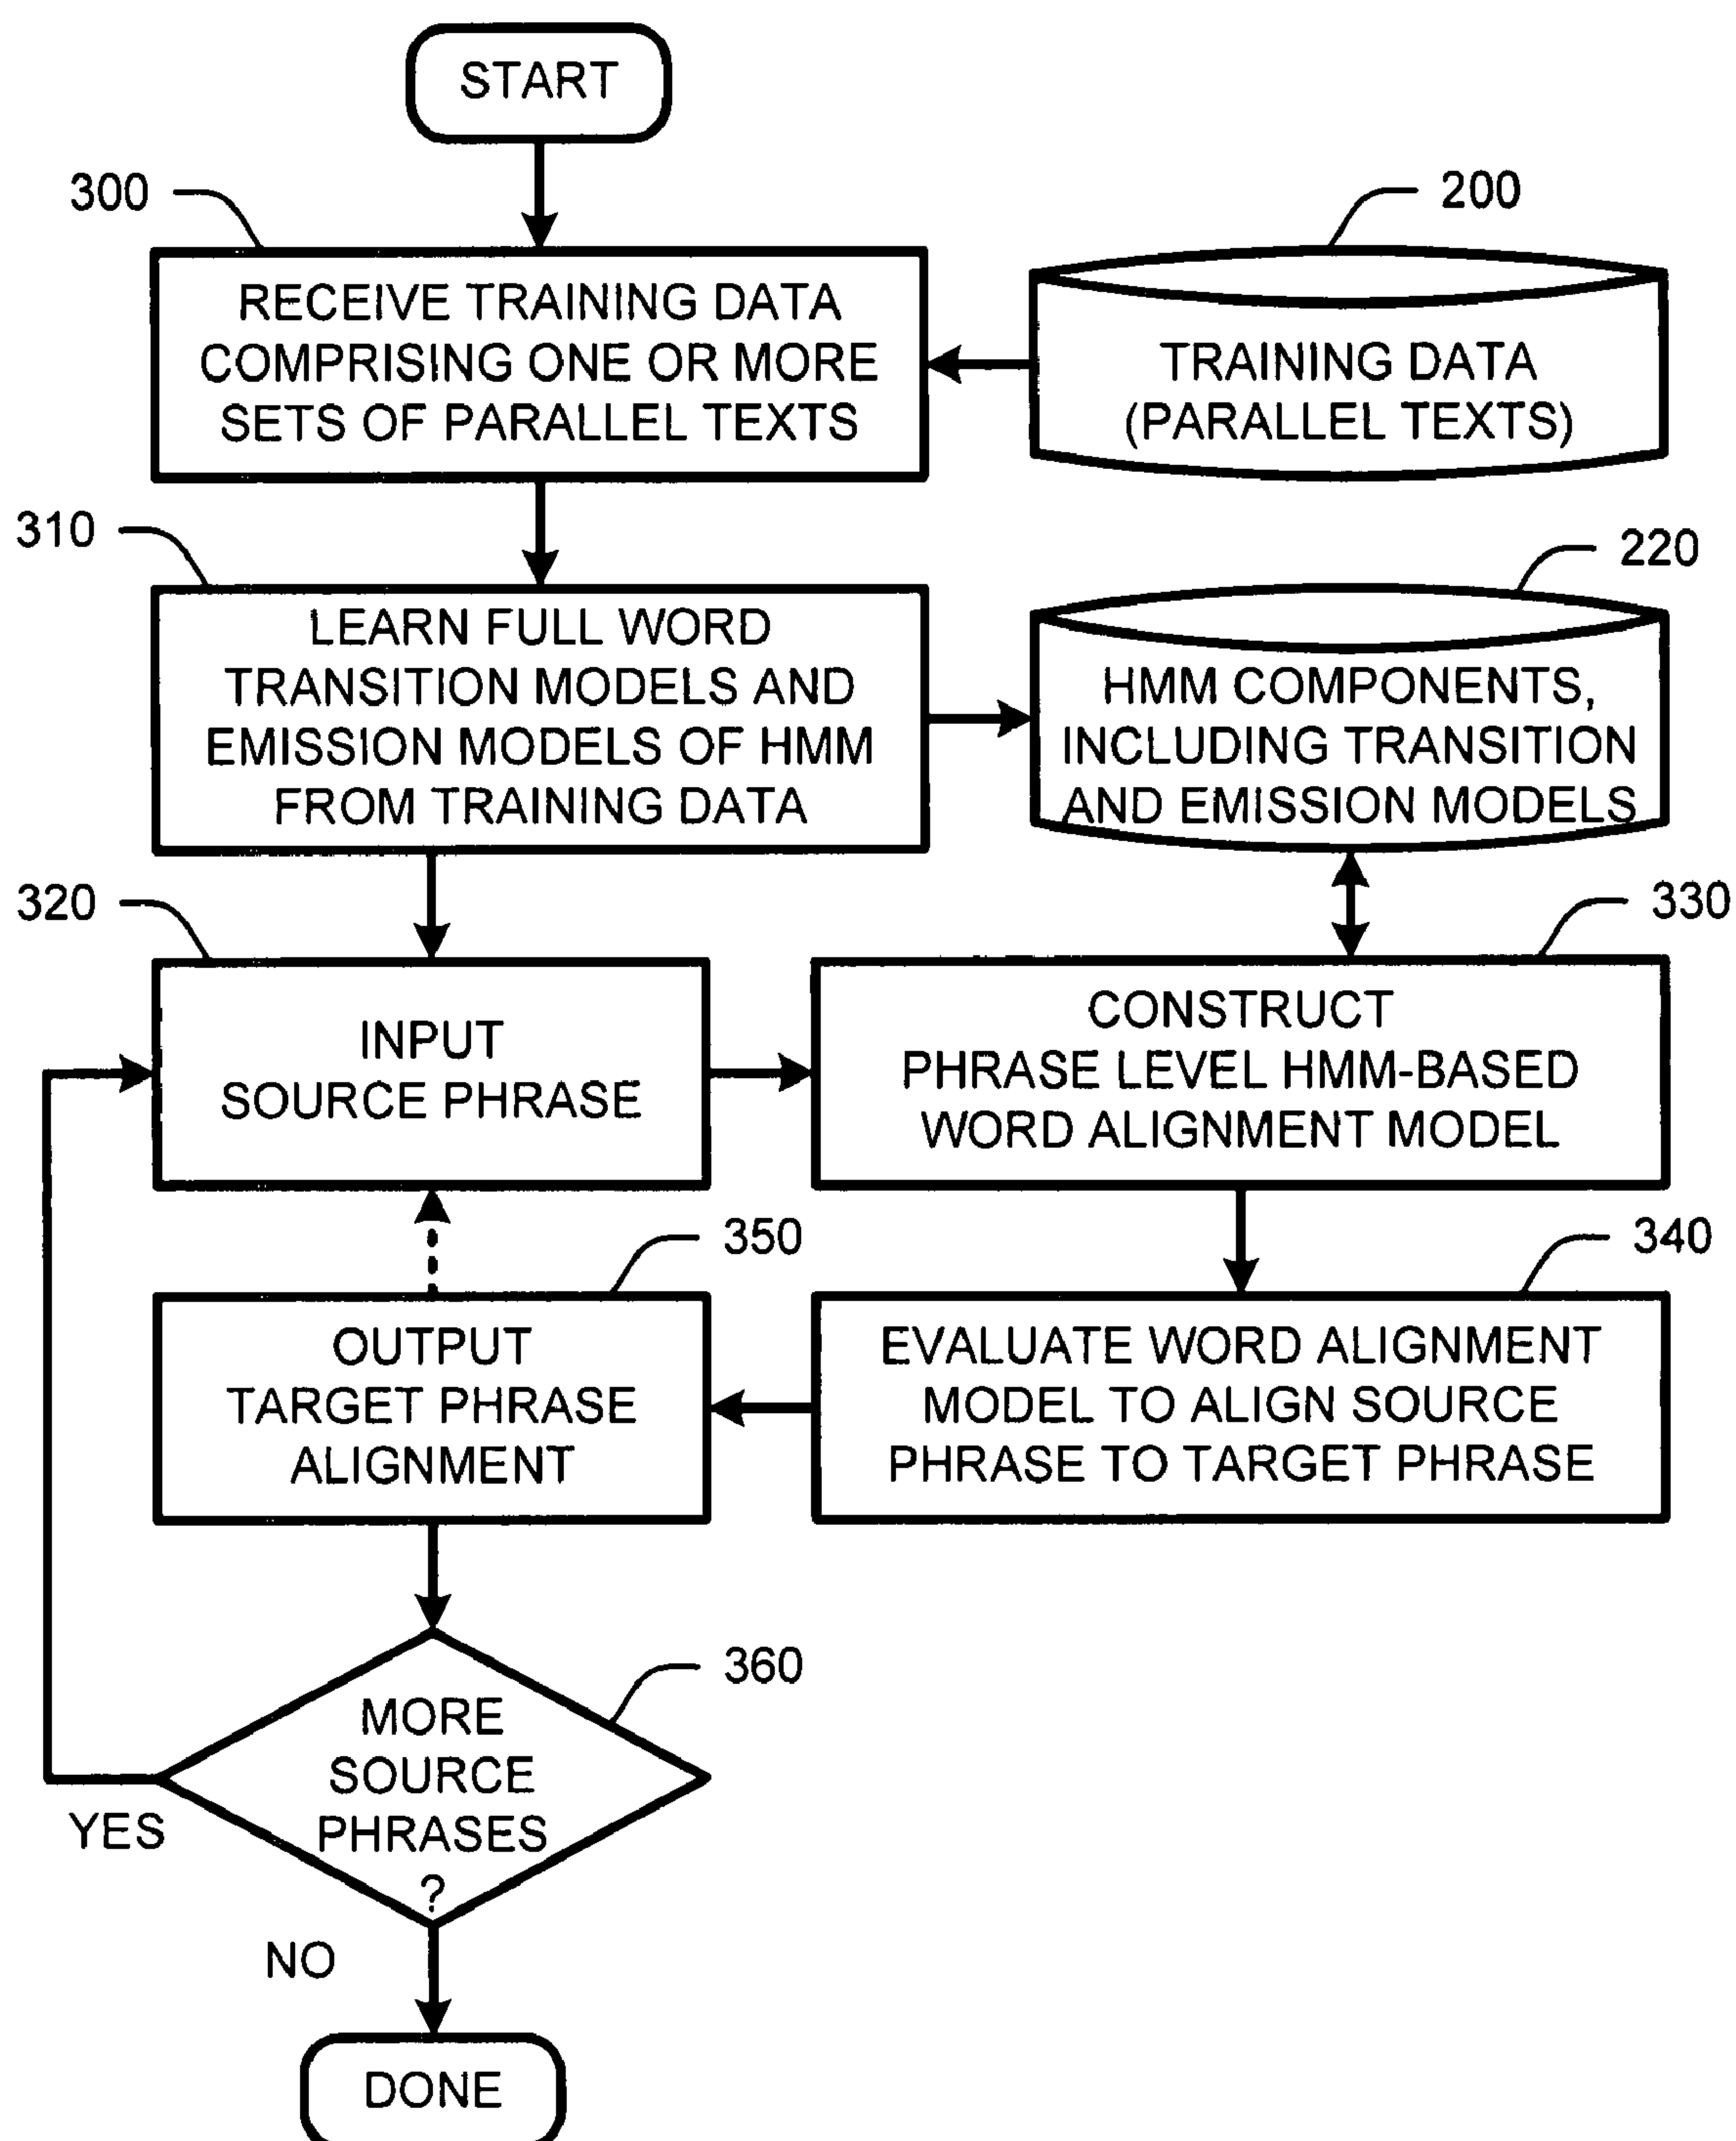 START
300
200
RECEIVE TRAINING DATA
COMPRISING ONE OR MORE
SETS OF PARALLEL TEXTS
TRAINING DATA
(PARALLEL TEXTS)
310
220
LEARN FULL WORD
TRANSITION MODELS AND
EMISSION MODELS OF HMM
FROM TRAINING DATA
HMM COMPONENTS,
INCLUDING TRANSITION
AND EMISSION MODELS
320
330
INPUT
SOURCE PHRASE
CONSTRUCT
PHRASE LEVEL HMM-BASED
WORD ALIGNMENT MODEL
350
340
OUTPUT
TARGET PHRASE
ALIGNMENT
EVALUATE WORD ALIGNMENT
MODEL TO ALIGN SOURCE
PHRASE TO TARGET PHRASE
360
MORE
SOURCE
PHRASES
?
YES
NO
DONE